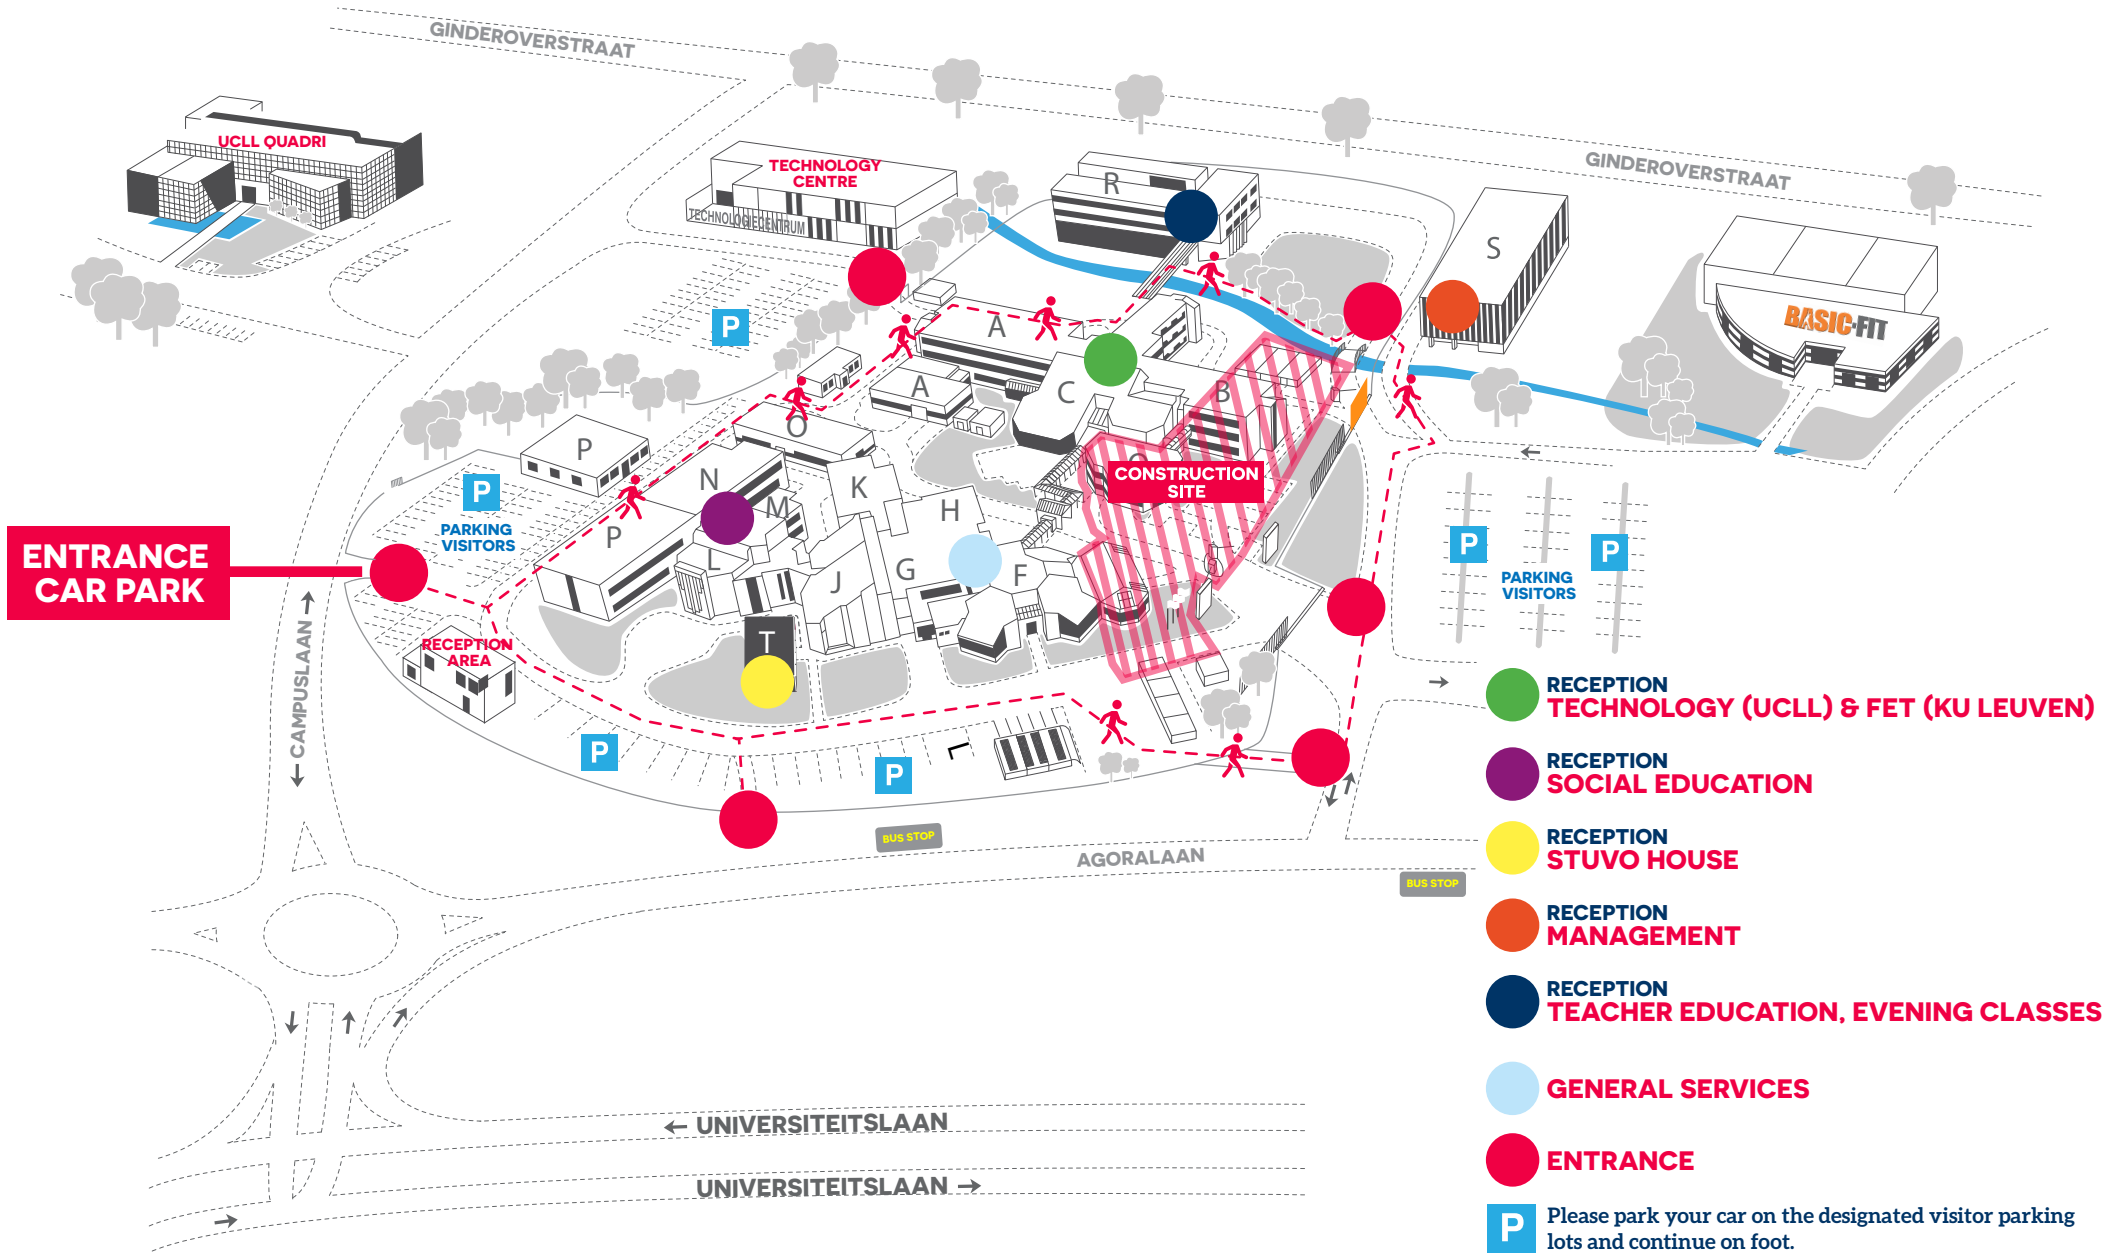 GINDEROVERSTRAAT
UCLL QUADRI
TECHNOLOGY
CENTRE
TECHNOLOGIECENTRUM
R
GINDEROVERSTRAAT
S
BASIC-FIT
P
A
A
C
B
O
P
N
K
M
H
CONSTRUCTION
SITE
P
PARKING
VISITORS
P
L
J
G
F
ENTRANCE
CAR PARK
P
P
PARKING
VISITORS
CAMPUSLAAN
RECEPTION
AREA
T
P
P
BUS STOP
AGORALAAN
BUS STOP
UNIVERSITEITSLAAN
UNIVERSITEITSLAAN
RECEPTION
TECHNOLOGY (UCLL) & FET (KU LEUVEN)
RECEPTION
SOCIAL EDUCATION
RECEPTION
STUVO HOUSE
RECEPTION
MANAGEMENT
RECEPTION
TEACHER EDUCATION, EVENING CLASSES
GENERAL SERVICES
ENTRANCE
P
Please park your car on the designated visitor parking
lots and continue on foot.